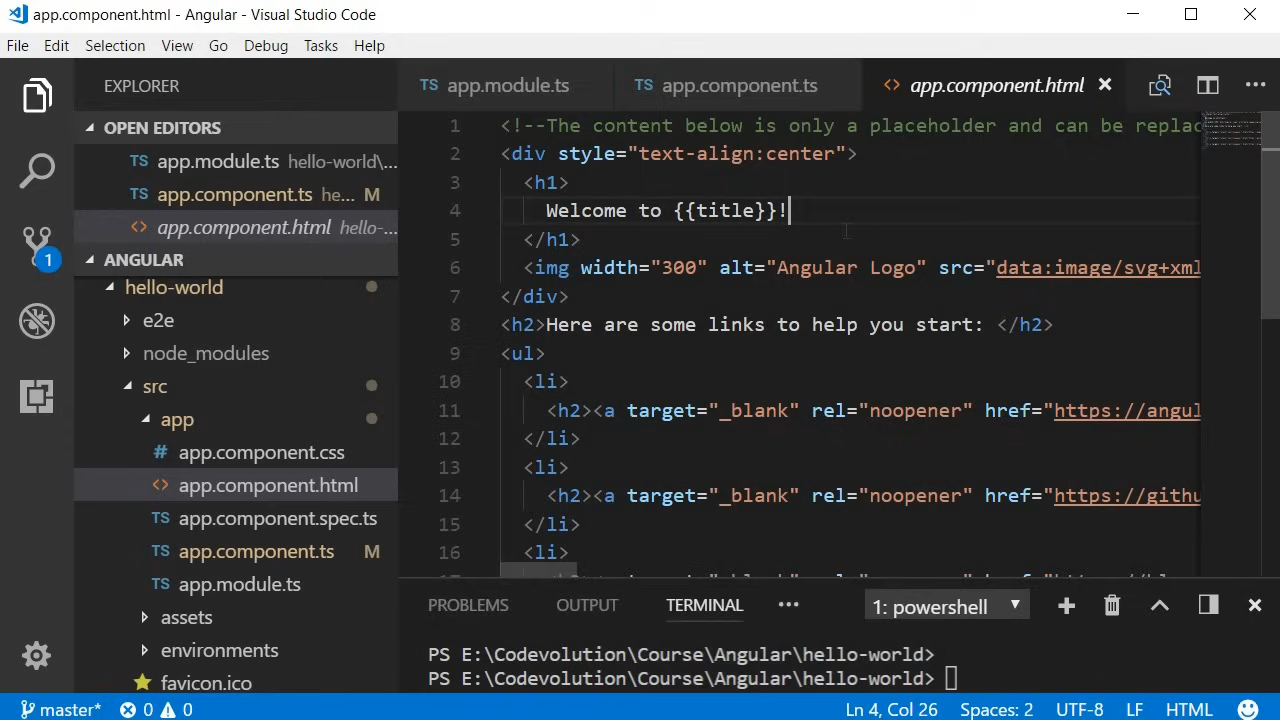 app.component.html - Angular - Visual Studio Code
File Edit Selection View Go Debug Tasks Help
EXPLORER
OPEN EDITORS
TS app.module.ts hello-world\...
TS app.component.ts he... M
<> app.component.html hello-...
ANGULAR
hello-world
e2e
node_modules
src
app
# app.component.css
<> app.component.html
TS app.component.spec.ts
TS app.component.ts M
TS app.module.ts
assets
environments
favicon.ico
1
TS app.module.ts TS app.component.ts <> app.component.html
1 <!--The content below is only a placeholder and can be replac
2 <div style="text-align:center">
3 <h1>
4 Welcome to {{title}}!
5 </h1>
6 <img width="300" alt="Angular Logo" src="data:image/svg+xml
7 </div>
8 <h2>Here are some links to help you start: </h2>
9 <ul>
10 <li>
11 <h2><a target="_blank" rel="noopener" href="https://angul
12 </li>
13 <li>
14 <h2><a target="_blank" rel="noopener" href="https://githu
15 </li>
16 <li>
PROBLEMS OUTPUT TERMINAL ••• 1: powershell
PS E:\Codevolution\Course\Angular\hello-world>
PS E:\Codevolution\Course\Angular\hello-world>
master* 0 0 Ln 4, Col 26 Spaces: 2 UTF-8 LF HTML